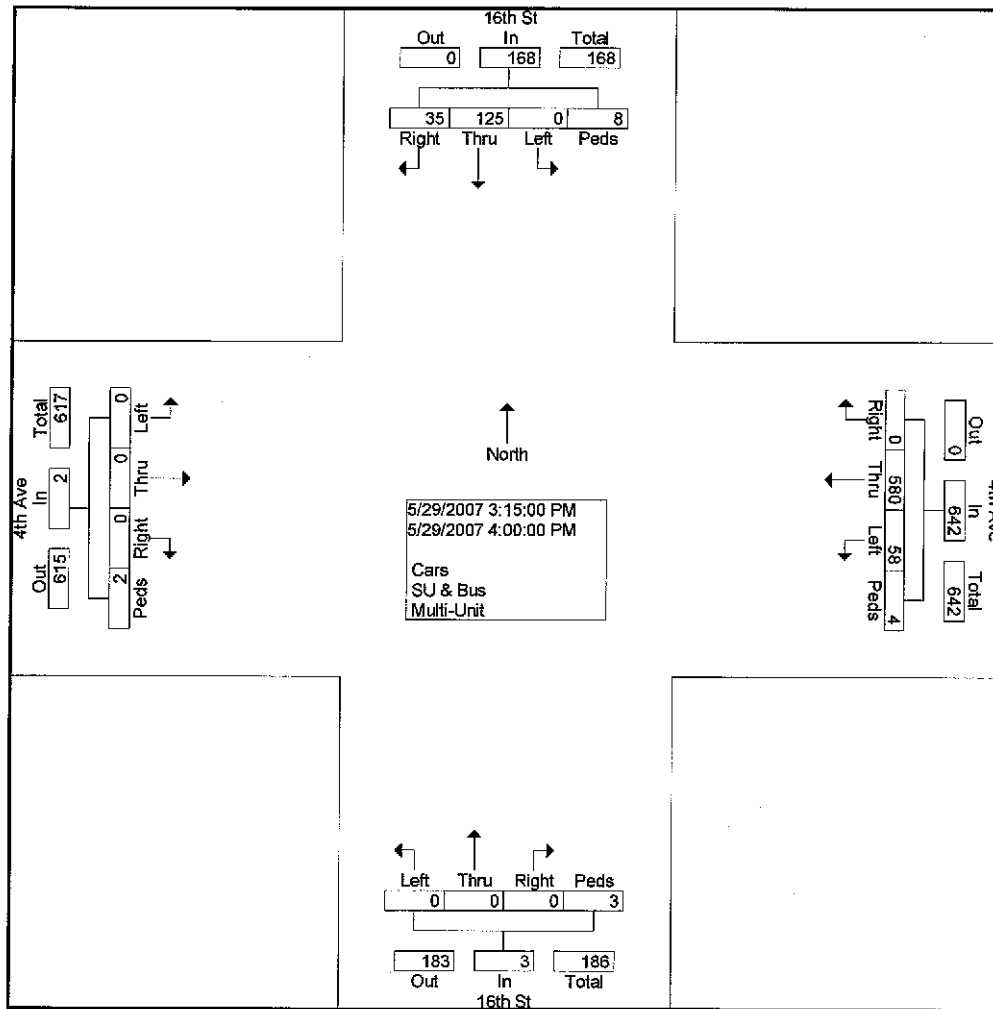 16th St
Out In Total
0 168 168
35 125 0 8
Right Thru Left Peds
Total In Out
617 2 615
4th Ave
0 0 0 2
Left Thru Right Peds
North
5/29/2007 3:15:00 PM
5/29/2007 4:00:00 PM
Cars
SU & Bus
Multi-Unit
Right Thru Left Peds
0 580 58 4
Out In Total
0 642 642
Ave
Left Thru Right Peds
0 0 0 3
183 3 186
Out In Total
16th St